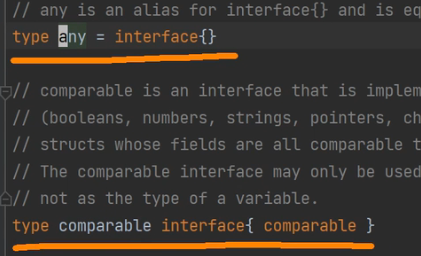 // any is an alias for interface{} and is eq
type any = interface{}
// comparable is an interface that is implem
// (booleans, numbers, strings, pointers, ch
// structs whose fields are all comparable t
// The comparable interface may only be used
// not as the type of a variable.
type comparable interface{ comparable }